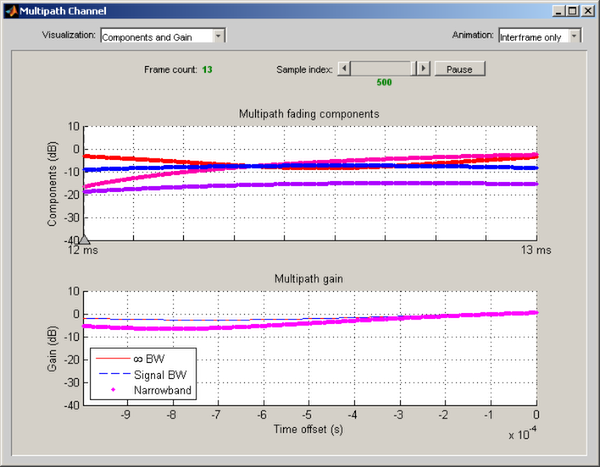 Multipath Channel
Visualization: Components and Gain Animation: Interframe only
Frame count: 13 Sample index: Pause
500
Multipath fading components
10
0
-10
-20
-30
-40
Components (dB)
12 ms 13 ms
Multipath gain
10
0
-10
-20
-30
-40
Gain (dB)
∞ BW
Signal BW
Narrowband
-9 -8 -7 -6 -5 -4 -3 -2 -1 0
Time offset (s)
x 10⁻⁴